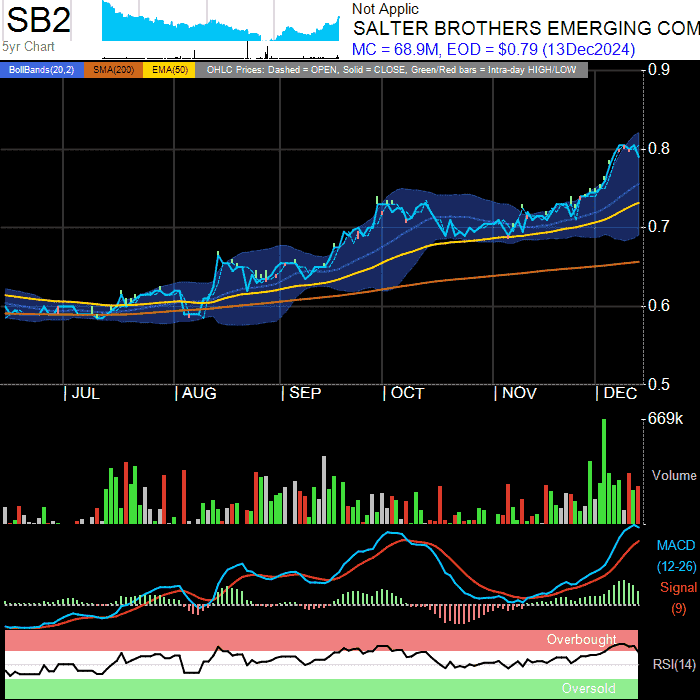 SB2
5yr Chart
Not Applic
SALTER BROTHERS EMERGING COM
MC = 68.9M, EOD = $0.79 (13Dec2024)
BollBands(20,2) SMA(200) EMA(50) OHLC Prices: Dashed = OPEN, Solid = CLOSE, Green/Red bars = Intra-day HIGH/LOW
0.9
0.8
0.7
0.6
0.5
JUL AUG SEP OCT NOV DEC
669k
Volume
MACD
(12-26)
Signal
(9)
Overbought
RSI(14)
Oversold